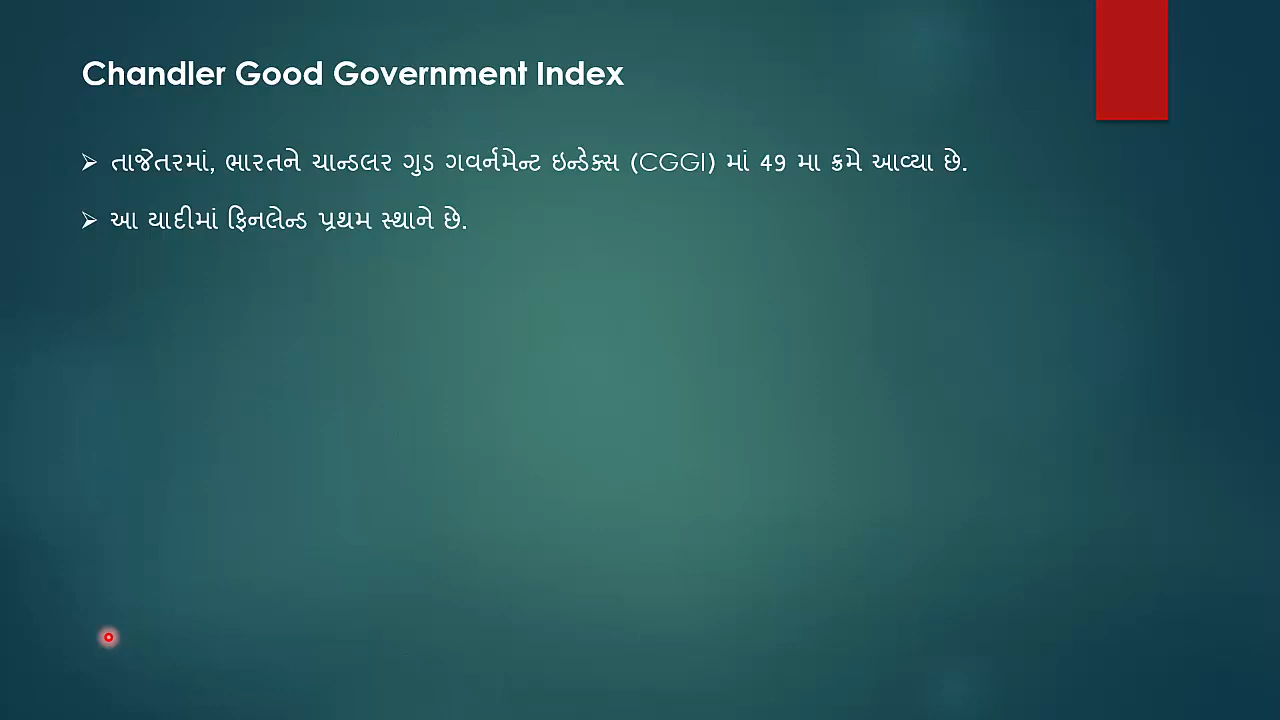 Chandler Good Government Index
➢ તાજેતરમાં, ભારતને ચાન્ડલર ગુડ ગવર્નમેન્ટ ઇન્ડેક્સ (CGGI) માં 49 મા ક્રમે આવ્યા છે.
➢ આ યાદીમાં ફિનલેન્ડ પ્રથમ સ્થાને છે.